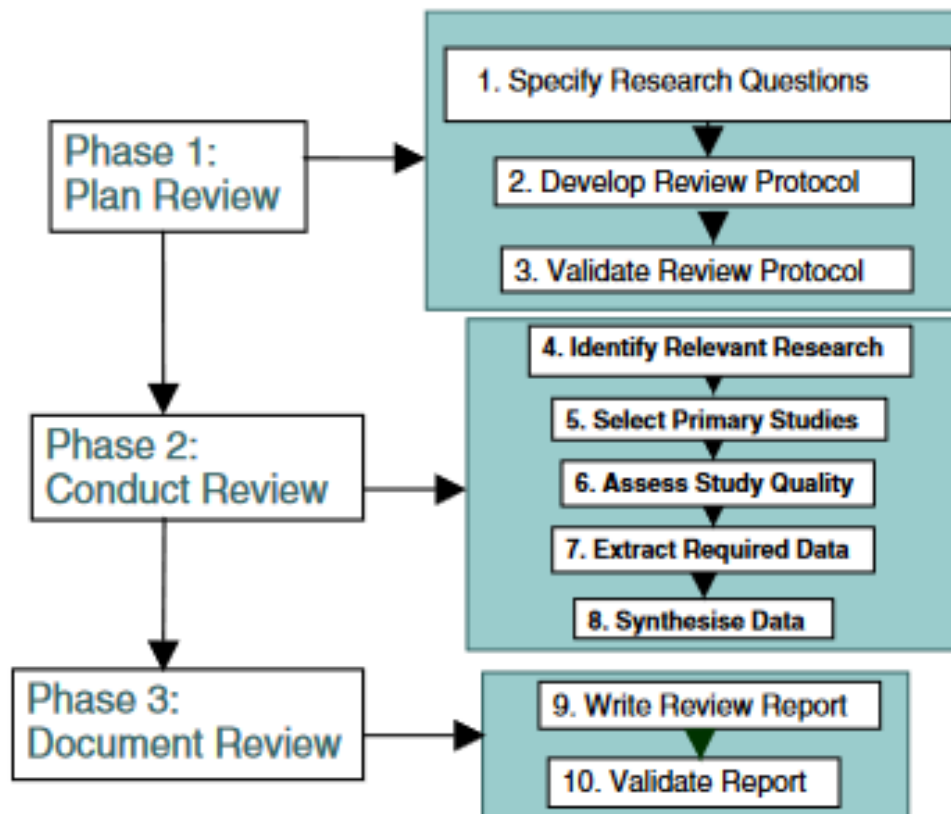 Phase 1:
Plan Review
1. Specify Research Questions
2. Develop Review Protocol
3. Validate Review Protocol
Phase 2:
Conduct Review
4. Identify Relevant Research
5. Select Primary Studies
6. Assess Study Quality
7. Extract Required Data
8. Synthesise Data
Phase 3:
Document Review
9. Write Review Report
10. Validate Report